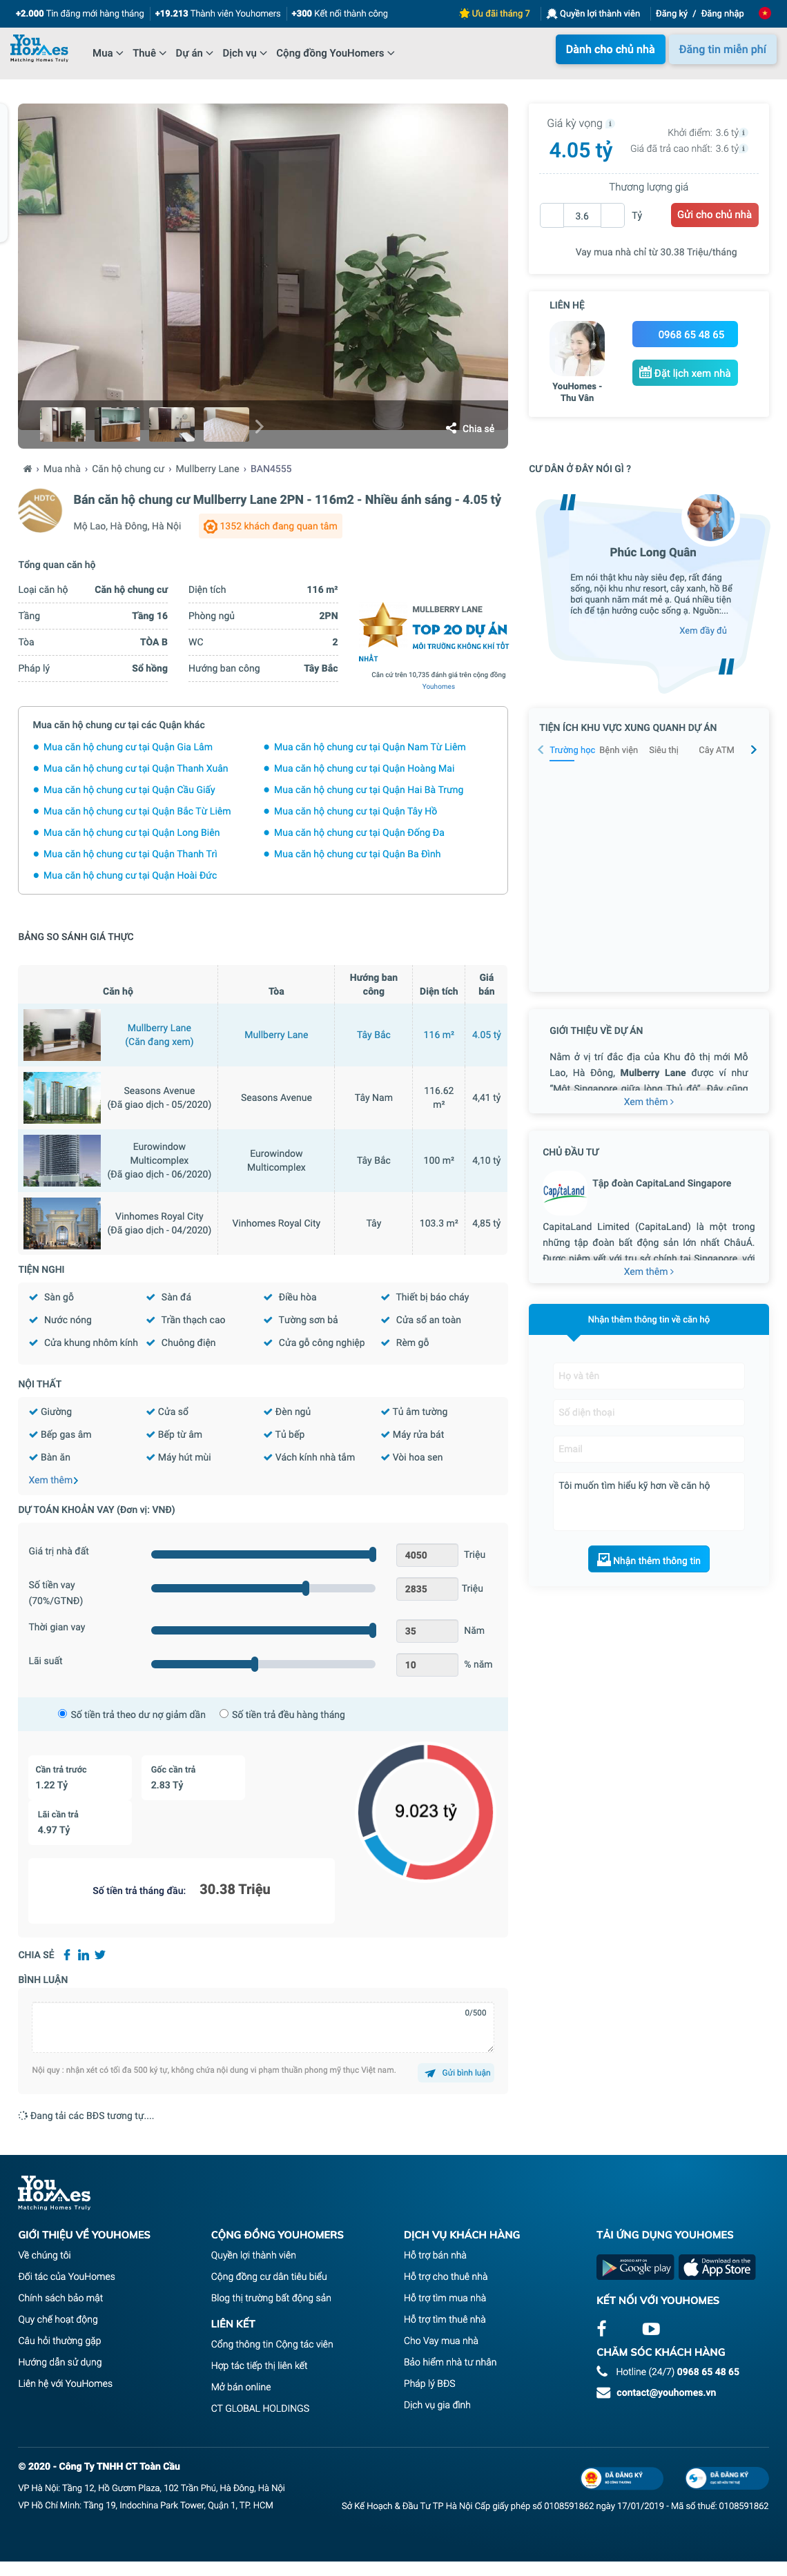 +2.000 Tin đăng mới hàng tháng +19.213 Thành viên Youhomers +300 Kết nối thành công Ưu đãi tháng 7 Quyền lợi thành viên Đăng ký / Đăng nhập
You Homes
Matching Homes Truly
Mua Thuê Dự án Dịch vụ Cộng đồng YouHomers
Dành cho chủ nhà Đăng tin miễn phí
Chia sẻ
Mua nhà › Căn hộ chung cư › Mullberry Lane › BAN4555
HDTC
Bán căn hộ chung cư Mullberry Lane 2PN - 116m2 - Nhiều ánh sáng - 4.05 tỷ
Mộ Lao, Hà Đông, Hà Nội 1352 khách đang quan tâm
Tổng quan căn hộ
Loại căn hộ Căn hộ chung cư Diện tích 116 m²
Tầng Tầng 16 Phòng ngủ 2PN
Tòa TÒA B WC 2
Pháp lý Sổ hồng Hướng ban công Tây Bắc
MULLBERRY LANE
TOP 20 DỰ ÁN
MÔI TRƯỜNG KHÔNG KHÍ TỐT
NHẤT
Căn cứ trên 10,735 đánh giá trên cộng đồng
Youhomes
Mua căn hộ chung cư tại các Quận khác
Mua căn hộ chung cư tại Quận Gia Lâm Mua căn hộ chung cư tại Quận Nam Từ Liêm
Mua căn hộ chung cư tại Quận Thanh Xuân Mua căn hộ chung cư tại Quận Hoàng Mai
Mua căn hộ chung cư tại Quận Cầu Giấy Mua căn hộ chung cư tại Quận Hai Bà Trưng
Mua căn hộ chung cư tại Quận Bắc Từ Liêm Mua căn hộ chung cư tại Quận Tây Hồ
Mua căn hộ chung cư tại Quận Long Biên Mua căn hộ chung cư tại Quận Đống Đa
Mua căn hộ chung cư tại Quận Thanh Trì Mua căn hộ chung cư tại Quận Ba Đình
Mua căn hộ chung cư tại Quận Hoài Đức
BẢNG SO SÁNH GIÁ THỰC
Căn hộ Tòa Hướng ban công Diện tích Giá bán
Mullberry Lane (Căn đang xem) Mullberry Lane Tây Bắc 116 m² 4.05 tỷ
Seasons Avenue (Đã giao dịch - 05/2020) Seasons Avenue Tây Nam 116.62 m² 4,41 tỷ
Eurowindow Multicomplex (Đã giao dịch - 06/2020) Eurowindow Multicomplex Tây Bắc 100 m² 4,10 tỷ
Vinhomes Royal City (Đã giao dịch - 04/2020) Vinhomes Royal City Tây 103.3 m² 4,85 tỷ
TIỆN NGHI
Sàn gỗ Sàn đá Điều hòa Thiết bị báo cháy
Nước nóng Trần thạch cao Tường sơn bả Cửa sổ an toàn
Cửa khung nhôm kính Chuông điện Cửa gỗ công nghiệp Rèm gỗ
NỘI THẤT
Giường Cửa sổ Đèn ngủ Tủ âm tường
Bếp gas âm Bếp từ âm Tủ bếp Máy rửa bát
Bàn ăn Máy hút mùi Vách kính nhà tắm Vòi hoa sen
Xem thêm
DỰ TOÁN KHOẢN VAY (Đơn vị: VNĐ)
Giá trị nhà đất 4050 Triệu
Số tiền vay 2835 Triệu
(70%/GTNĐ)
Thời gian vay 35 Năm
Lãi suất 10 % năm
Số tiền trả theo dư nợ giảm dần Số tiền trả đều hàng tháng
Cần trả trước Gốc cần trả
1.22 Tỷ 2.83 Tỷ
Lãi cần trả
4.97 Tỷ
9.023 tỷ
Số tiền trả tháng đầu: 30.38 Triệu
CHIA SẺ
BÌNH LUẬN
0/500
Nội quy : nhận xét có tối đa 500 ký tự, không chứa nội dung vi phạm thuần phong mỹ thục Việt nam. Gửi bình luận
Đang tải các BĐS tương tự....
Giá kỳ vọng
4.05 tỷ
Khởi điểm: 3.6 tỷ
Giá đã trả cao nhất: 3.6 tỷ
Thương lượng giá
3.6 Tỷ Gửi cho chủ nhà
Vay mua nhà chỉ từ 30.38 Triệu/tháng
LIÊN HỆ
0968 65 48 65
Đặt lịch xem nhà
YouHomes -
Thu Vân
CƯ DÂN Ở ĐÂY NÓI GÌ ?
Phúc Long Quân
Em nói thật khu này siêu đẹp, rất đáng
sống, nội khu như resort, cây xanh, hồ Bể
bơi quanh năm mát mẻ ạ. Quá nhiều tiện
ích để tận hưởng cuộc sống ạ. Nguồn:...
Xem đầy đủ
TIỆN ÍCH KHU VỰC XUNG QUANH DỰ ÁN
Trường học Bệnh viện Siêu thị Cây ATM
GIỚI THIỆU VỀ DỰ ÁN
Nằm ở vị trí đắc địa của Khu đô thị mới Mỗ
Lao, Hà Đông, Mulberry Lane được ví như
"Một Singapore giữa lòng Thủ đô". Đây cũng
Xem thêm
CHỦ ĐẦU TƯ
CapitaLand Tập đoàn CapitaLand Singapore
CapitaLand Limited (CapitaLand) là một trong
những tập đoàn bất động sản lớn nhất ChâuÁ.
Được niêm yết với trụ sở chính tại Singapore, với
Xem thêm
Nhận thêm thông tin về căn hộ
Họ và tên
Số điện thoại
Email
Tôi muốn tìm hiểu kỹ hơn về căn hộ
Nhận thêm thông tin
You Homes
Matching Homes Truly
GIỚI THIỆU VỀ YOUHOMES
Về chúng tôi
Đối tác của YouHomes
Chính sách bảo mật
Quy chế hoạt động
Câu hỏi thường gặp
Hướng dẫn sử dụng
Liên hệ với YouHomes
CỘNG ĐỒNG YOUHOMERS
Quyền lợi thành viên
Cộng đồng cư dân tiêu biểu
Blog thị trường bất động sản
LIÊN KẾT
Cổng thông tin Cộng tác viên
Hợp tác tiếp thị liên kết
Mở bán online
CT GLOBAL HOLDINGS
DỊCH VỤ KHÁCH HÀNG
Hỗ trợ bán nhà
Hỗ trợ cho thuê nhà
Hỗ trợ tìm mua nhà
Hỗ trợ tìm thuê nhà
Cho Vay mua nhà
Bảo hiểm nhà tư nhân
Pháp lý BĐS
Dịch vụ gia đình
TẢI ỨNG DỤNG YOUHOMES
Google play Download on the App Store
KẾT NỐI VỚI YOUHOMES
CHĂM SÓC KHÁCH HÀNG
Hotline (24/7) 0968 65 48 65
contact@youhomes.vn
© 2020 - Công Ty TNHH CT Toàn Cầu
VP Hà Nội: Tầng 12, Hồ Gươm Plaza, 102 Trần Phú, Hà Đông, Hà Nội
VP Hồ Chí Minh: Tầng 19, Indochina Park Tower, Quận 1, TP. HCM
ĐÃ ĐĂNG KÝ ĐÃ ĐĂNG KÝ
Sở Kế Hoạch & Đầu Tư TP Hà Nội Cấp giấy phép số 0108591862 ngày 17/01/2019 - Mã số thuế: 0108591862